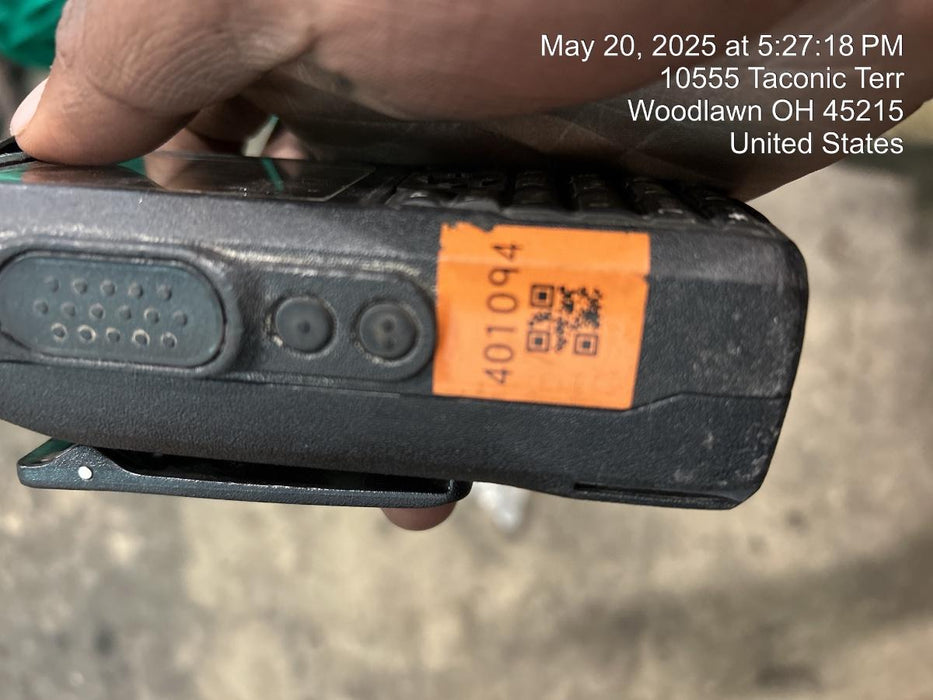 May 20, 2025 at 5:27:18 PM
10555 Taconic Terr
Woodlawn OH 45215
United States
401094